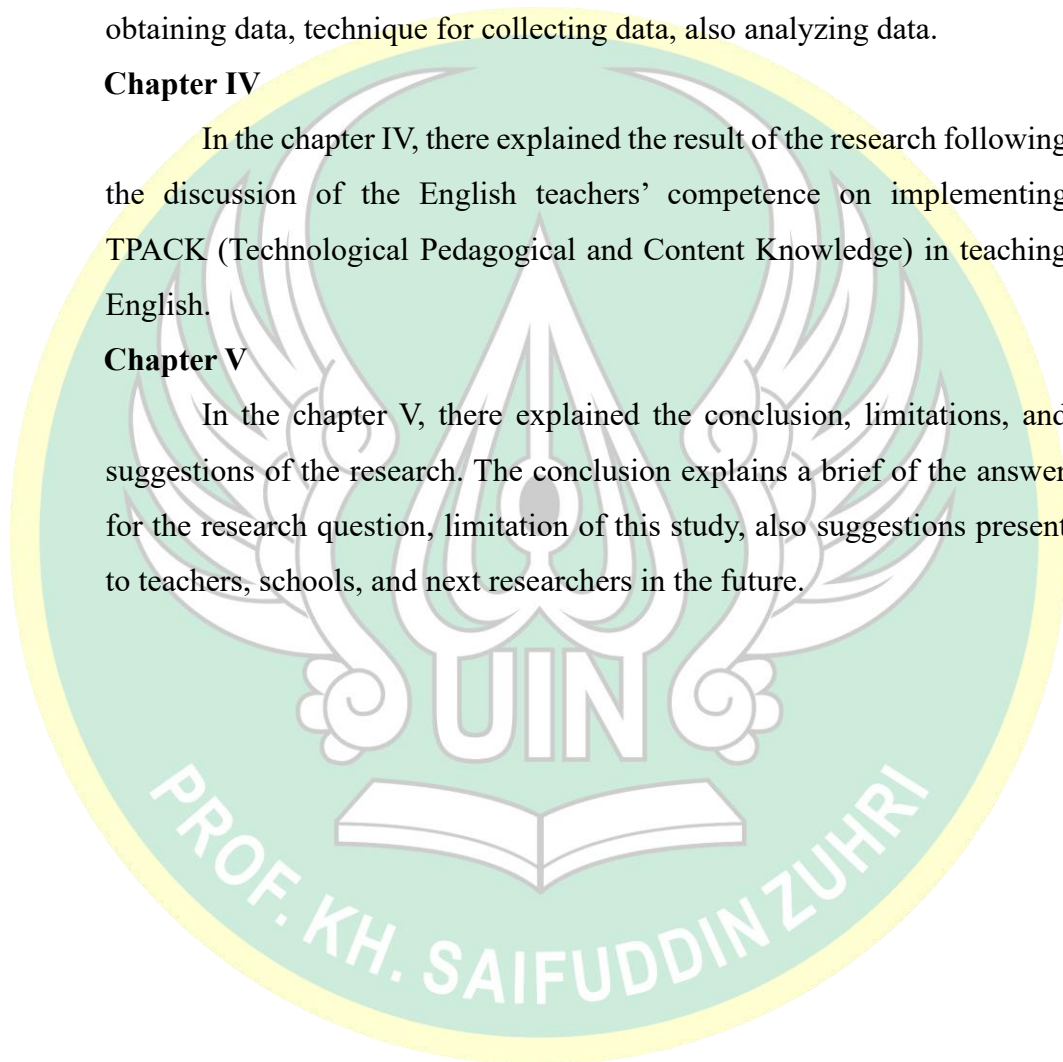 obtaining data, technique for collecting data, also analyzing data.
Chapter IV
In the chapter IV, there explained the result of the research following
the discussion of the English teachers’ competence on implementing
TPACK (Technological Pedagogical and Content Knowledge) in teaching
English.
Chapter V
In the chapter V, there explained the conclusion, limitations, and
suggestions of the research. The conclusion explains a brief of the answer
for the research question, limitation of this study, also suggestions present
to teachers, schools, and next researchers in the future.
UIN
PROF. KH. SAIFUDDIN ZUHRI